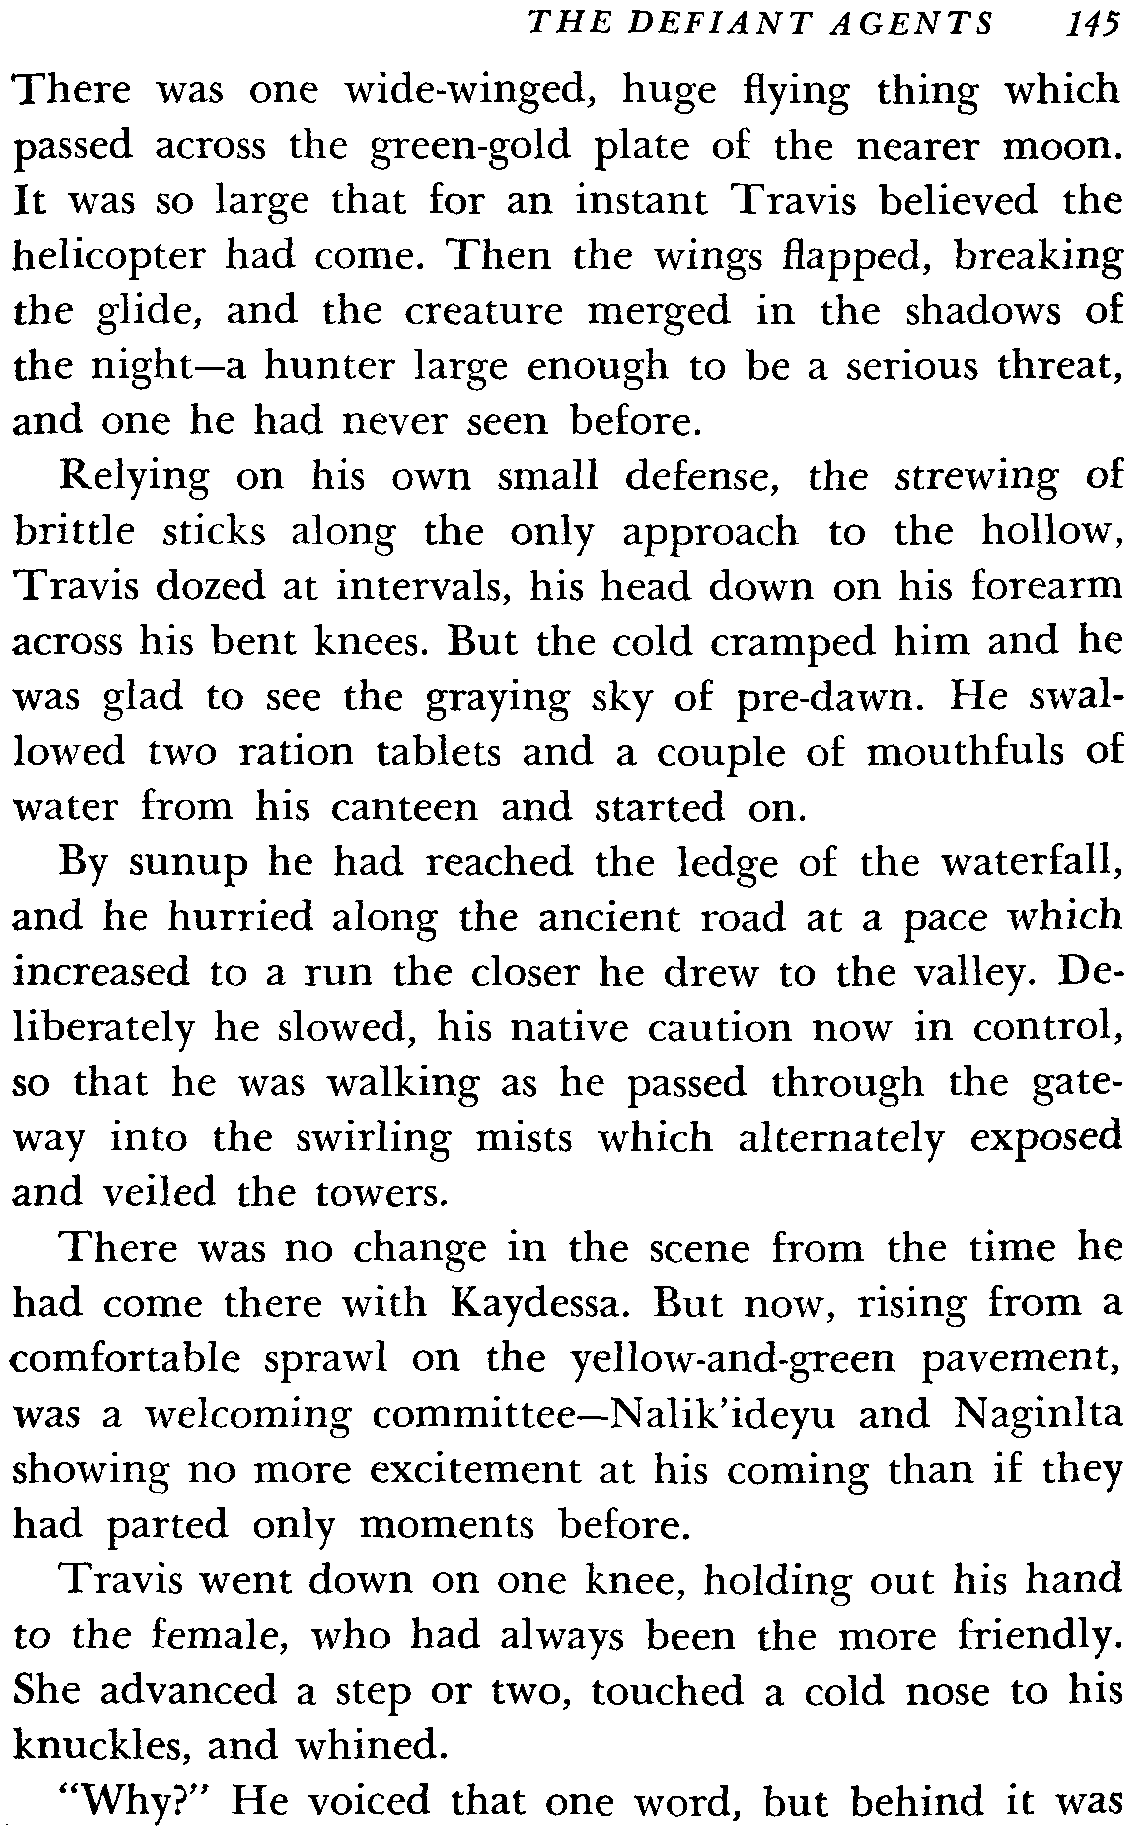 THE DEFIANT AGENTS 145
There was one wide-winged, huge flying thing which
passed across the green-gold plate of the nearer moon.
It was so large that for an instant Travis believed the
helicopter had come. Then the wings flapped, breaking
the glide, and the creature merged in the shadows of
the night—a hunter large enough to be a serious threat,
and one he had never seen before.
Relying on his own small defense, the strewing of
brittle sticks along the only approach to the hollow,
Travis dozed at intervals, his head down on his forearm
across his bent knees. But the cold cramped him and he
was glad to see the graying sky of pre-dawn. He swal-
lowed two ration tablets and a couple of mouthfuls of
water from his canteen and started on.
By sunup he had reached the ledge of the waterfall,
and he hurried along the ancient road at a pace which
increased to a run the closer he drew to the valley. De-
liberately he slowed, his native caution now in control,
so that he was walking as he passed through the gate-
way into the swirling mists which alternately exposed
and veiled the towers.
There was no change in the scene from the time he
had come there with Kaydessa. But now, rising from a
comfortable sprawl on the yellow-and-green pavement,
was a welcoming committee—Nalik'ideyu and Naginlta
showing no more excitement at his coming than if they
had parted only moments before.
Travis went down on one knee, holding out his hand
to the female, who had always been the more friendly.
She advanced a step or two, touched a cold nose to his
knuckles, and whined.
"Why?" He voiced that one word, but behind it was